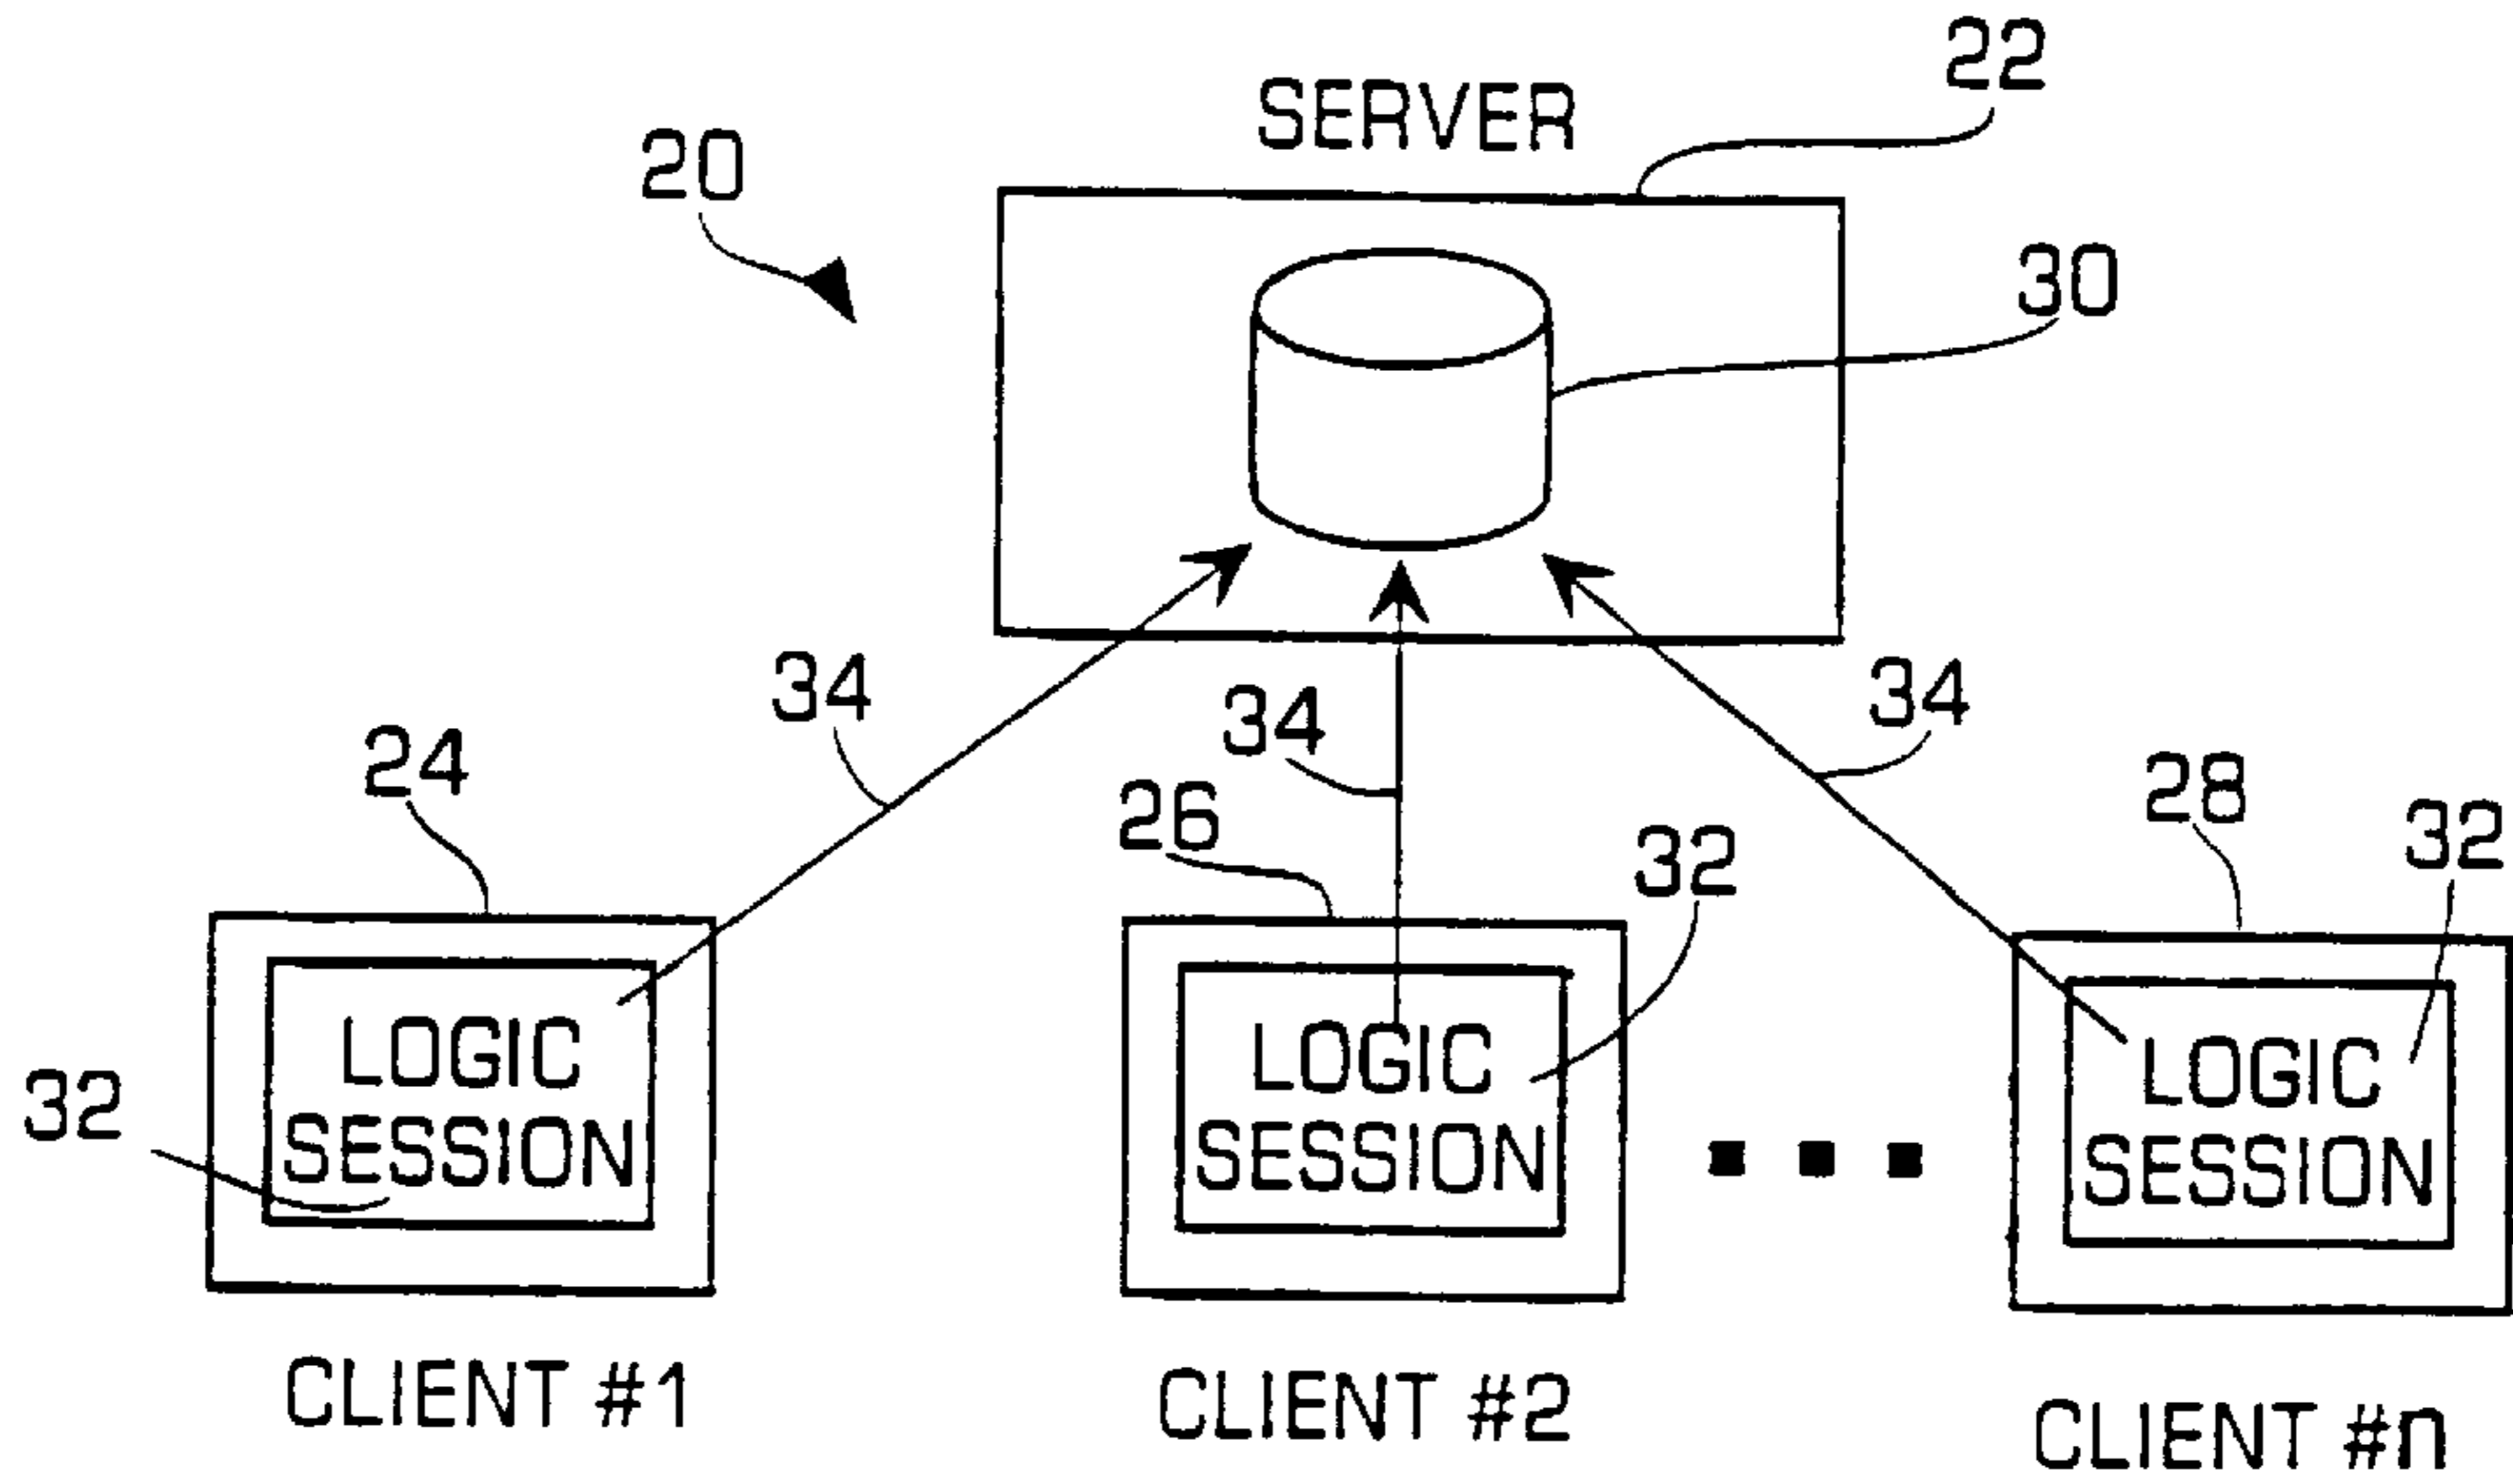 22
SERVER
20
30
34
34
34
24
26
28
32
32
LOGIC
SESSION
32
LOGIC
SESSION
LOGIC
SESSION
CLIENT #1
CLIENT #2
CLIENT #n